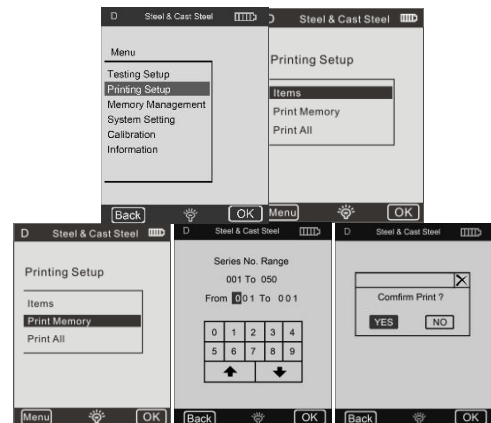 D Steel & Cast Steel
Menu
Testing Setup
Printing Setup
Memory Management
System Setting
Calibration
Information
Back OK
D Steel & Cast Steel
Printing Setup
Items
Print Memory
Print All
Menu OK
D Steel & Cast Steel
Printing Setup
Items
Print Memory
Print All
Menu OK
D Steel & Cast Steel
Series No. Range
001 To 050
From 001 To 001
0 1 2 3 4
5 6 7 8 9
Back OK
D Steel & Cast Steel
Comfirm Print ?
YES NO
Back OK